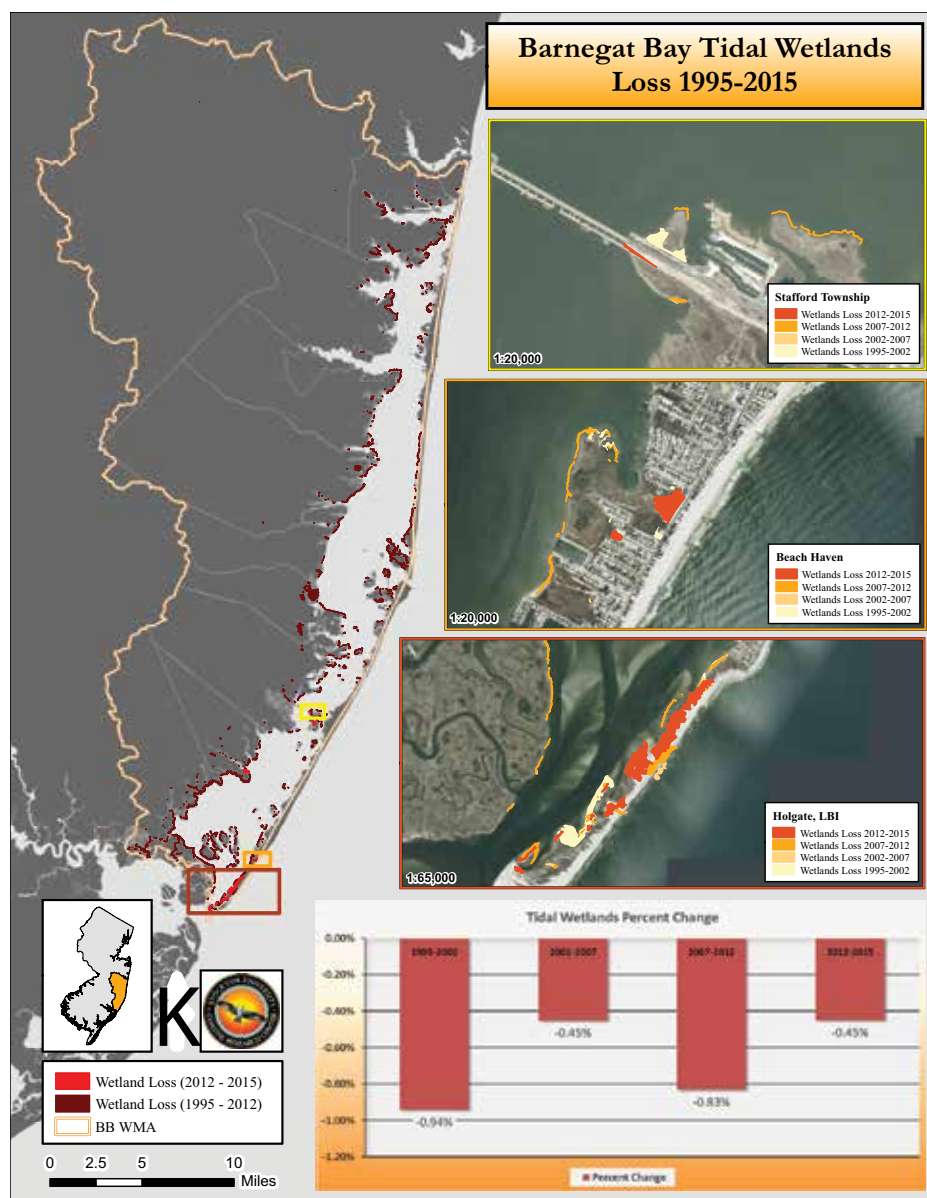 Barnegat Bay Tidal Wetlands
Loss 1995-2015
Stafford Township
Wetlands Loss 2012-2015
Wetlands Loss 2007-2012
Wetlands Loss 2002-2007
Wetlands Loss 1995-2002
1:20,000
Beach Haven
Wetlands Loss 2012-2015
Wetlands Loss 2007-2012
Wetlands Loss 2002-2007
Wetlands Loss 1995-2002
1:20,000
Holgate, LBI
Wetlands Loss 2012-2015
Wetlands Loss 2007-2012
Wetlands Loss 2002-2007
Wetlands Loss 1995-2002
1:65,000
K
Wetland Loss (2012 - 2015)
Wetland Loss (1995 - 2012)
BB WMA
0 2.5 5 10
Miles
Tidal Wetlands Percent Change
0.00%
-0.20%
-0.40%
-0.60%
-0.80%
-1.00%
-1.20%
1995-2002
2002-2007
2007-2012
2012-2015
-0.94%
-0.45%
-0.83%
-0.45%
Percent Change